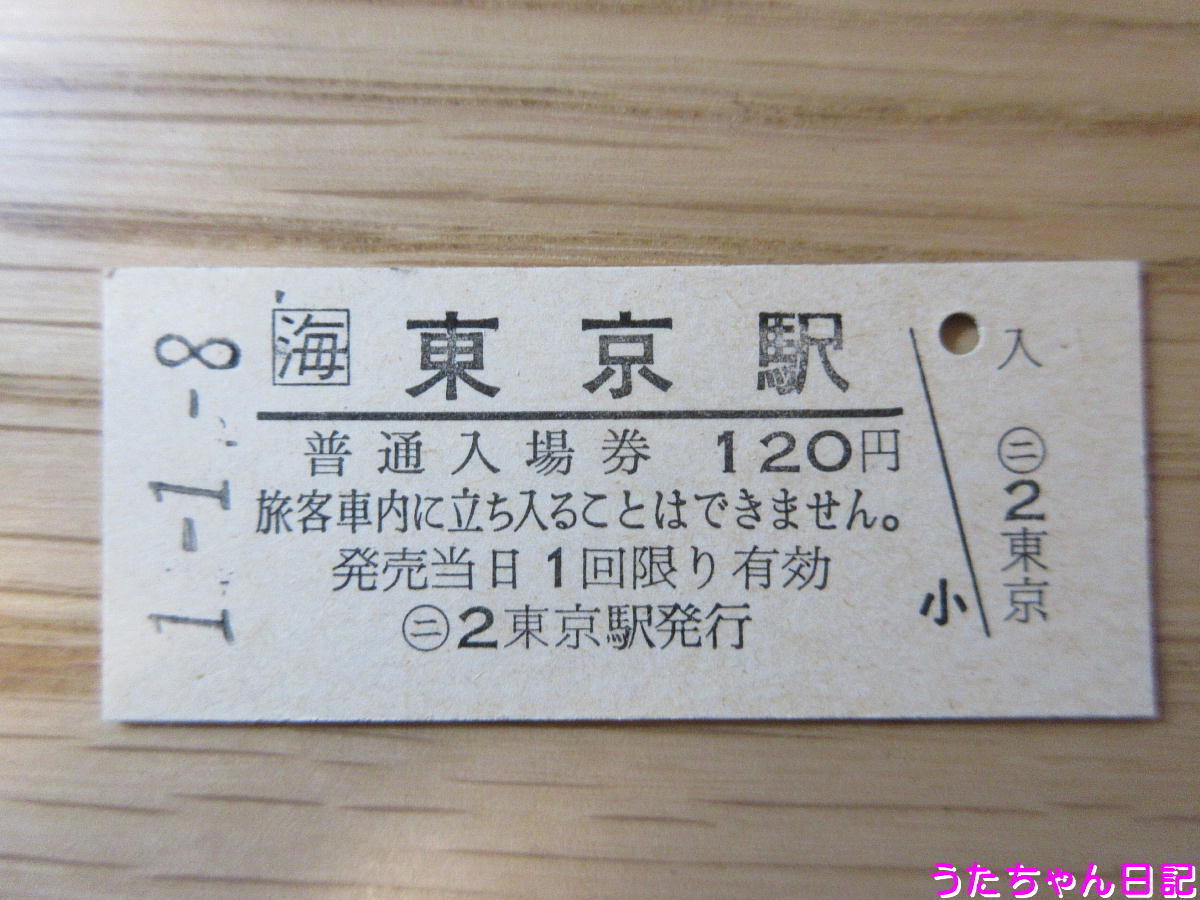 1.-1.-8
海 東京駅
普通入場券 120円
旅客車内に立ち入ることはできません。
発売当日1回限り有効
㊁2東京駅発行
小
入
㊁2東京
うたちゃん日記